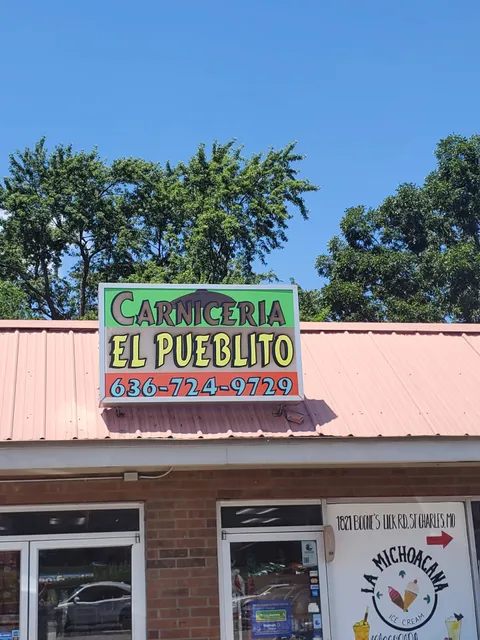 CARNICERIA
EL PUEBLITO
636-724-9729
1821 BOONE'S LICK RD, ST CHARLES, MO
LA MICHOACANA
ICE CREAM